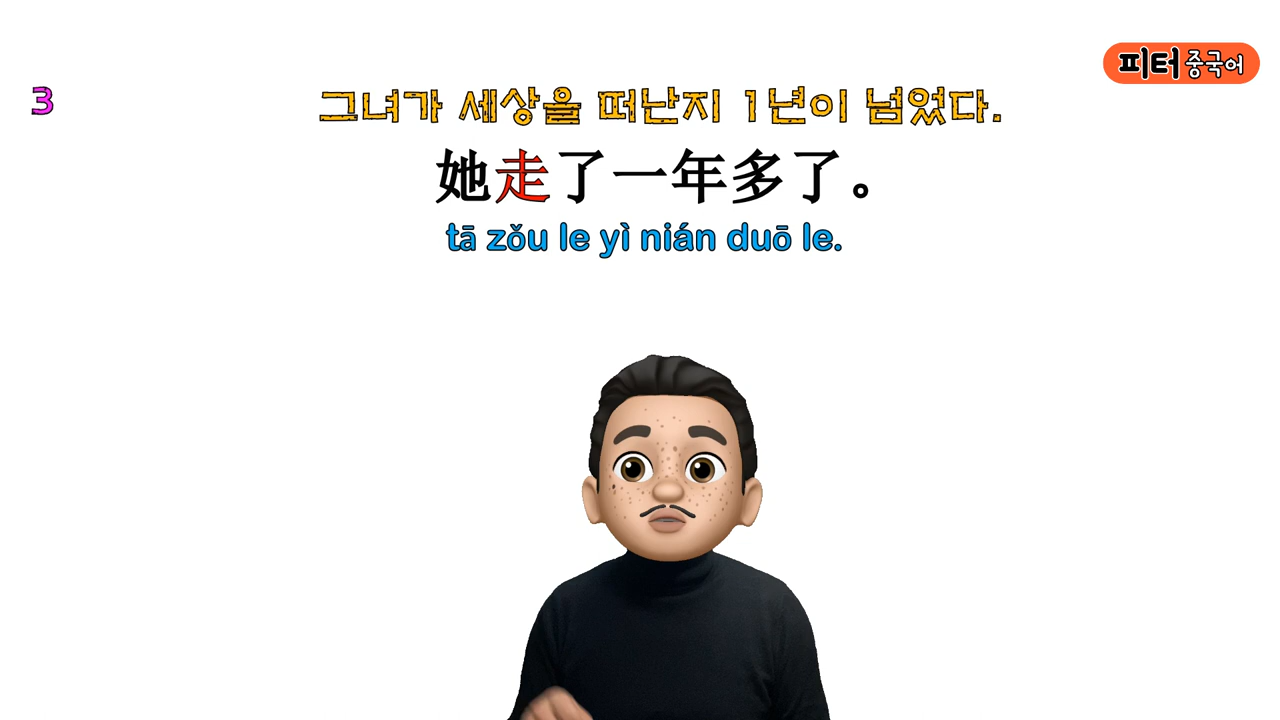 피터 중국어
3
그녀가 세상을 떠난지 1년이 넘었다.
她走了一年多了。
tā zǒu le yì nián duō le.